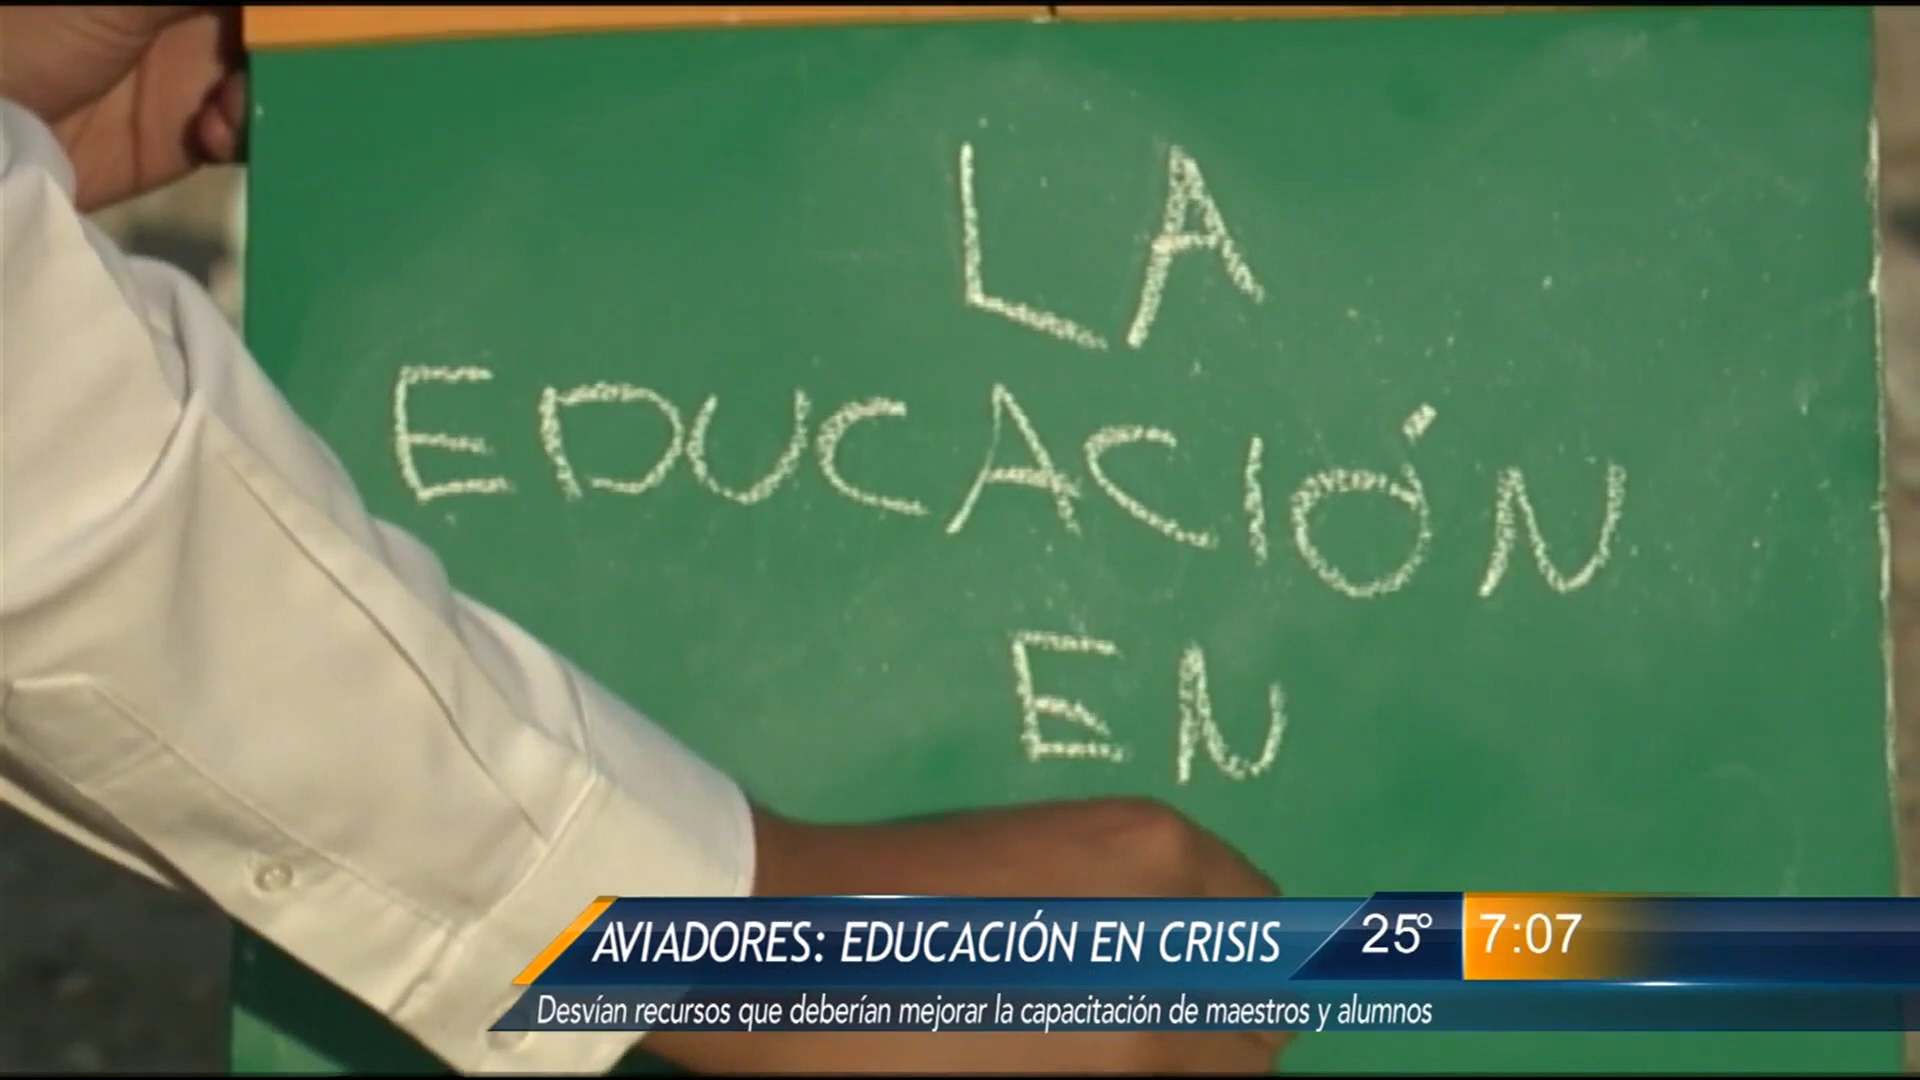 LA
EDUCACIÓN
EN
AVIADORES: EDUCACIÓN EN CRISIS
25° 7:07
Desvían recursos que deberían mejorar la capacitación de maestros y alumnos